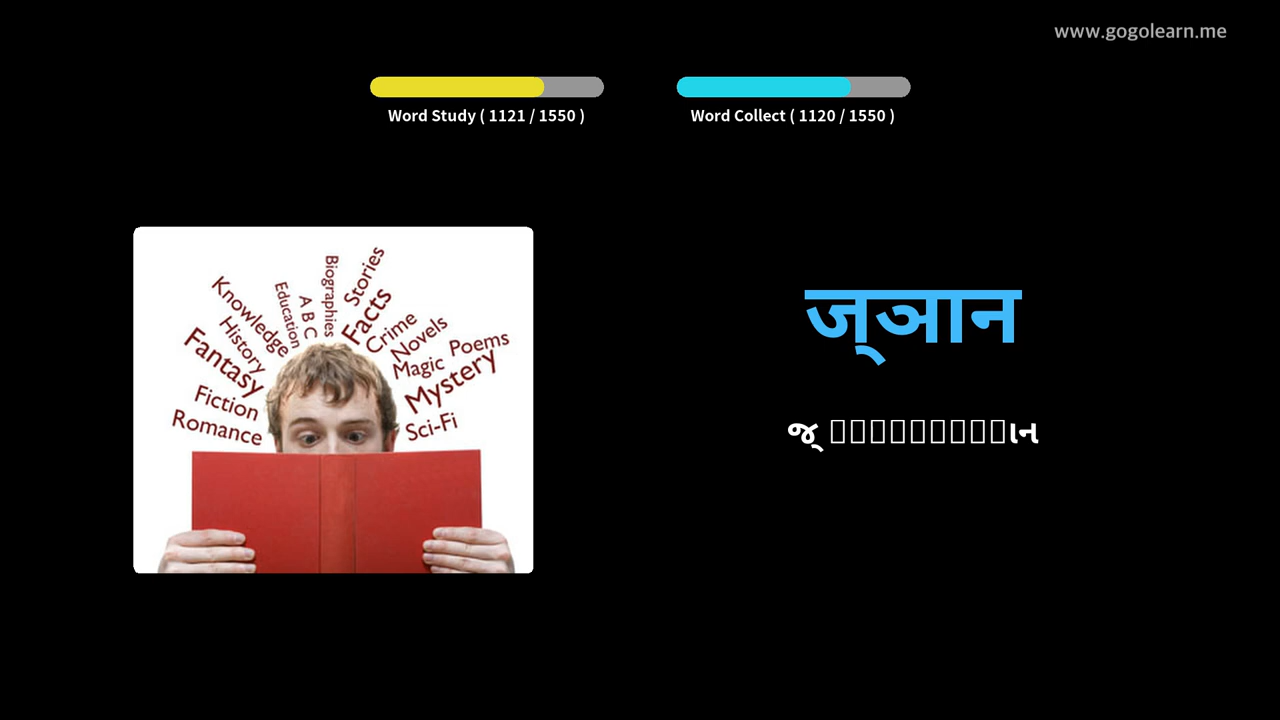 www.gogolearn.me
Word Study ( 1121 / 1550 )
Word Collect ( 1120 / 1550 )
Biographies
Stories
Education
A B C
Facts
Knowledge
Crime
History
Novels
Poems
Fantasy
Magic
Mystery
Fiction
Romance
Sci-Fi
ज्‌ञान